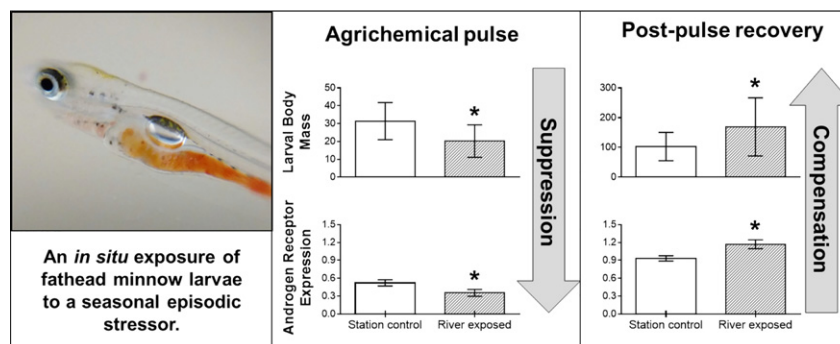 An in situ exposure of
fathead minnow larvae
to a seasonal episodic
stressor.
Agrichemical pulse
Larval Body
Mass
50
40
30
20
10
0
*
Androgen Receptor
Expression
1.5
1.2
0.9
0.6
0.3
0.0
*
Station control
River exposed
Suppression
Post-pulse recovery
300
200
100
0
*
1.5
1.2
0.9
0.6
0.3
0.0
*
Station control
River exposed
Compensation